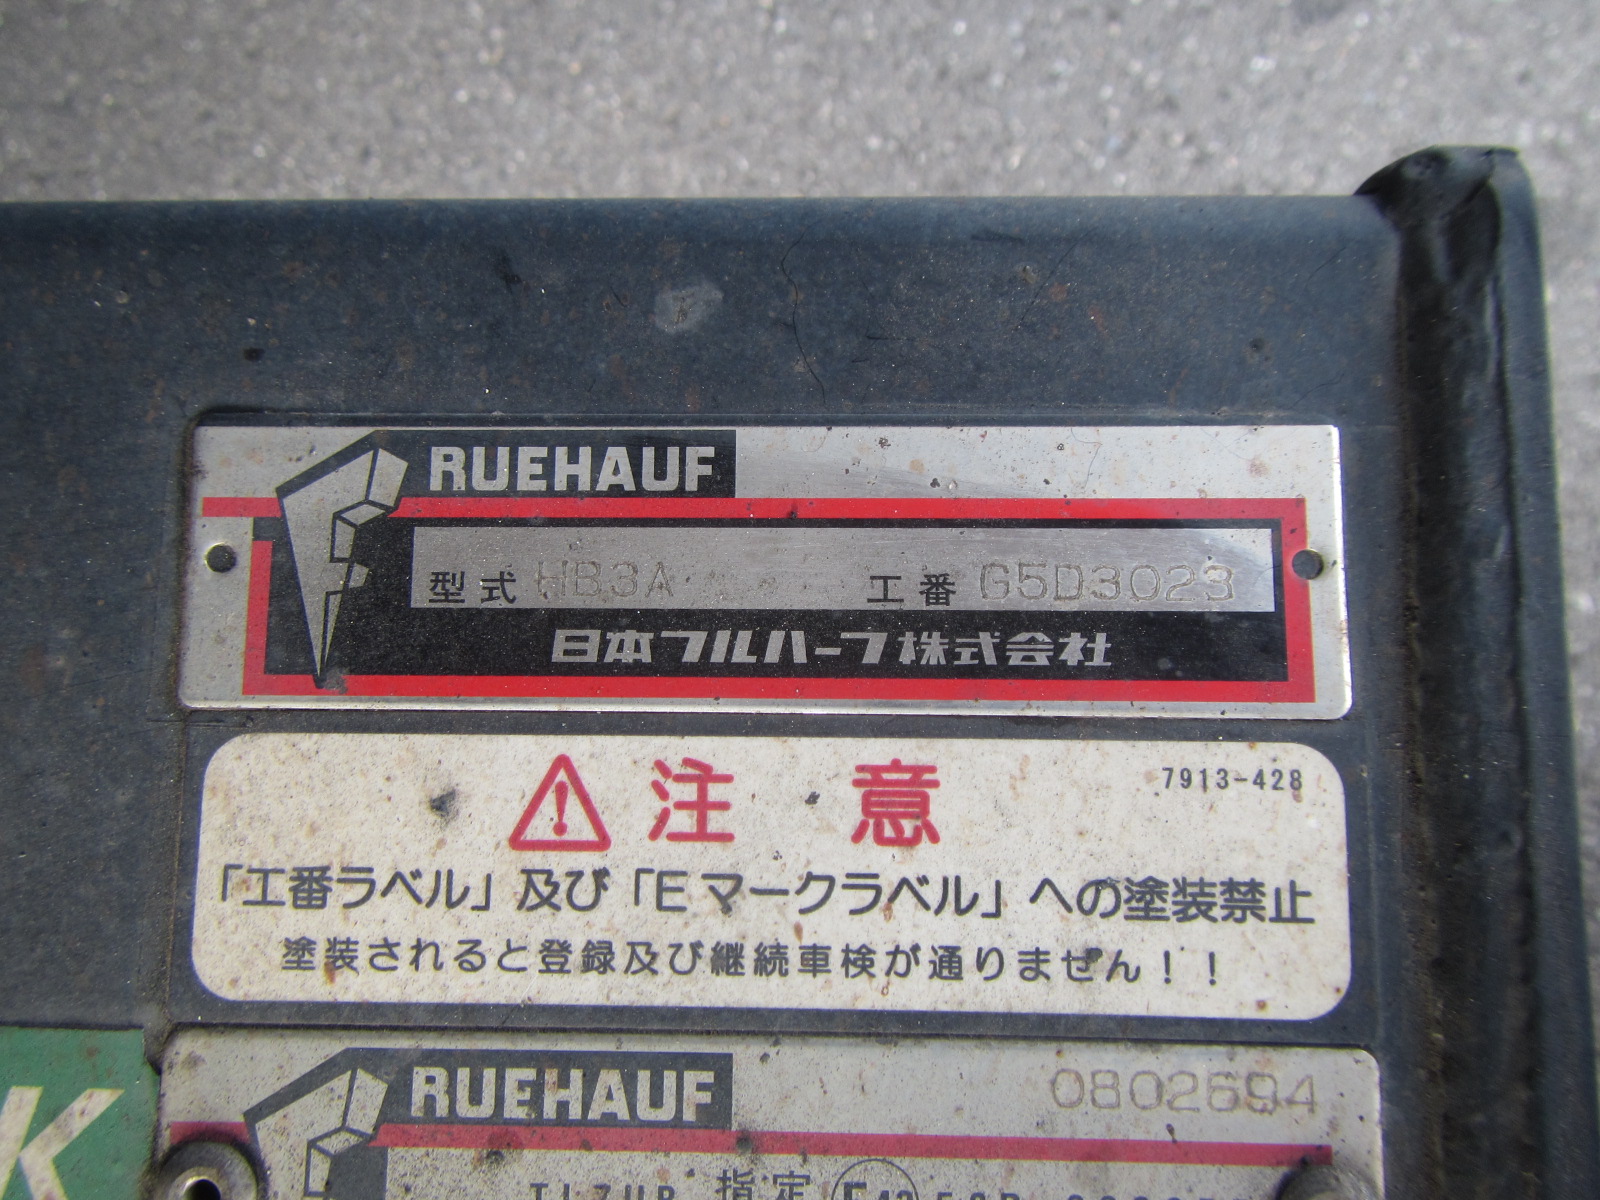 RUEHAUF
型式 HB3A 工番 G5D3023
日本フルハーフ株式会社
注意 7913-428
「工番ラベル」及び「Eマークラベル」への塗装禁止
塗装されると登録及び継続車検が通りません！！
RUEHAUF 0802694
指定
K